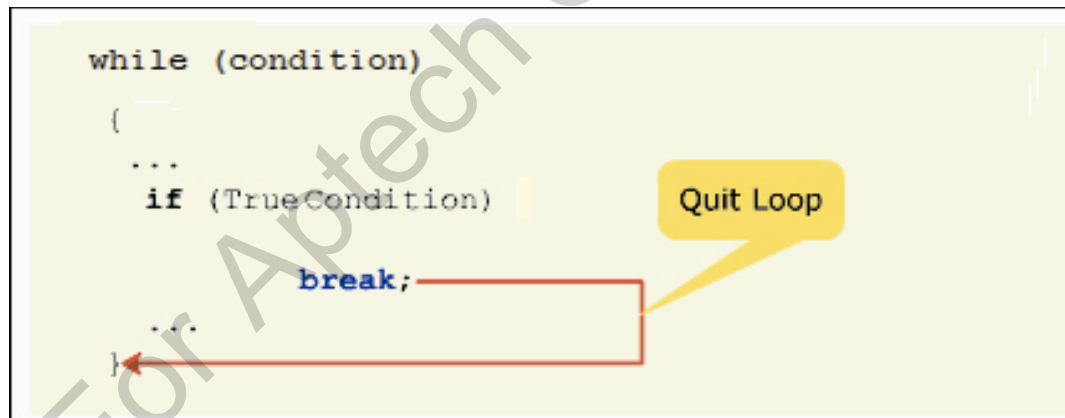 while (condition)
{
...
if (TrueCondition)
Quit Loop
break;
...
}
For Aptech